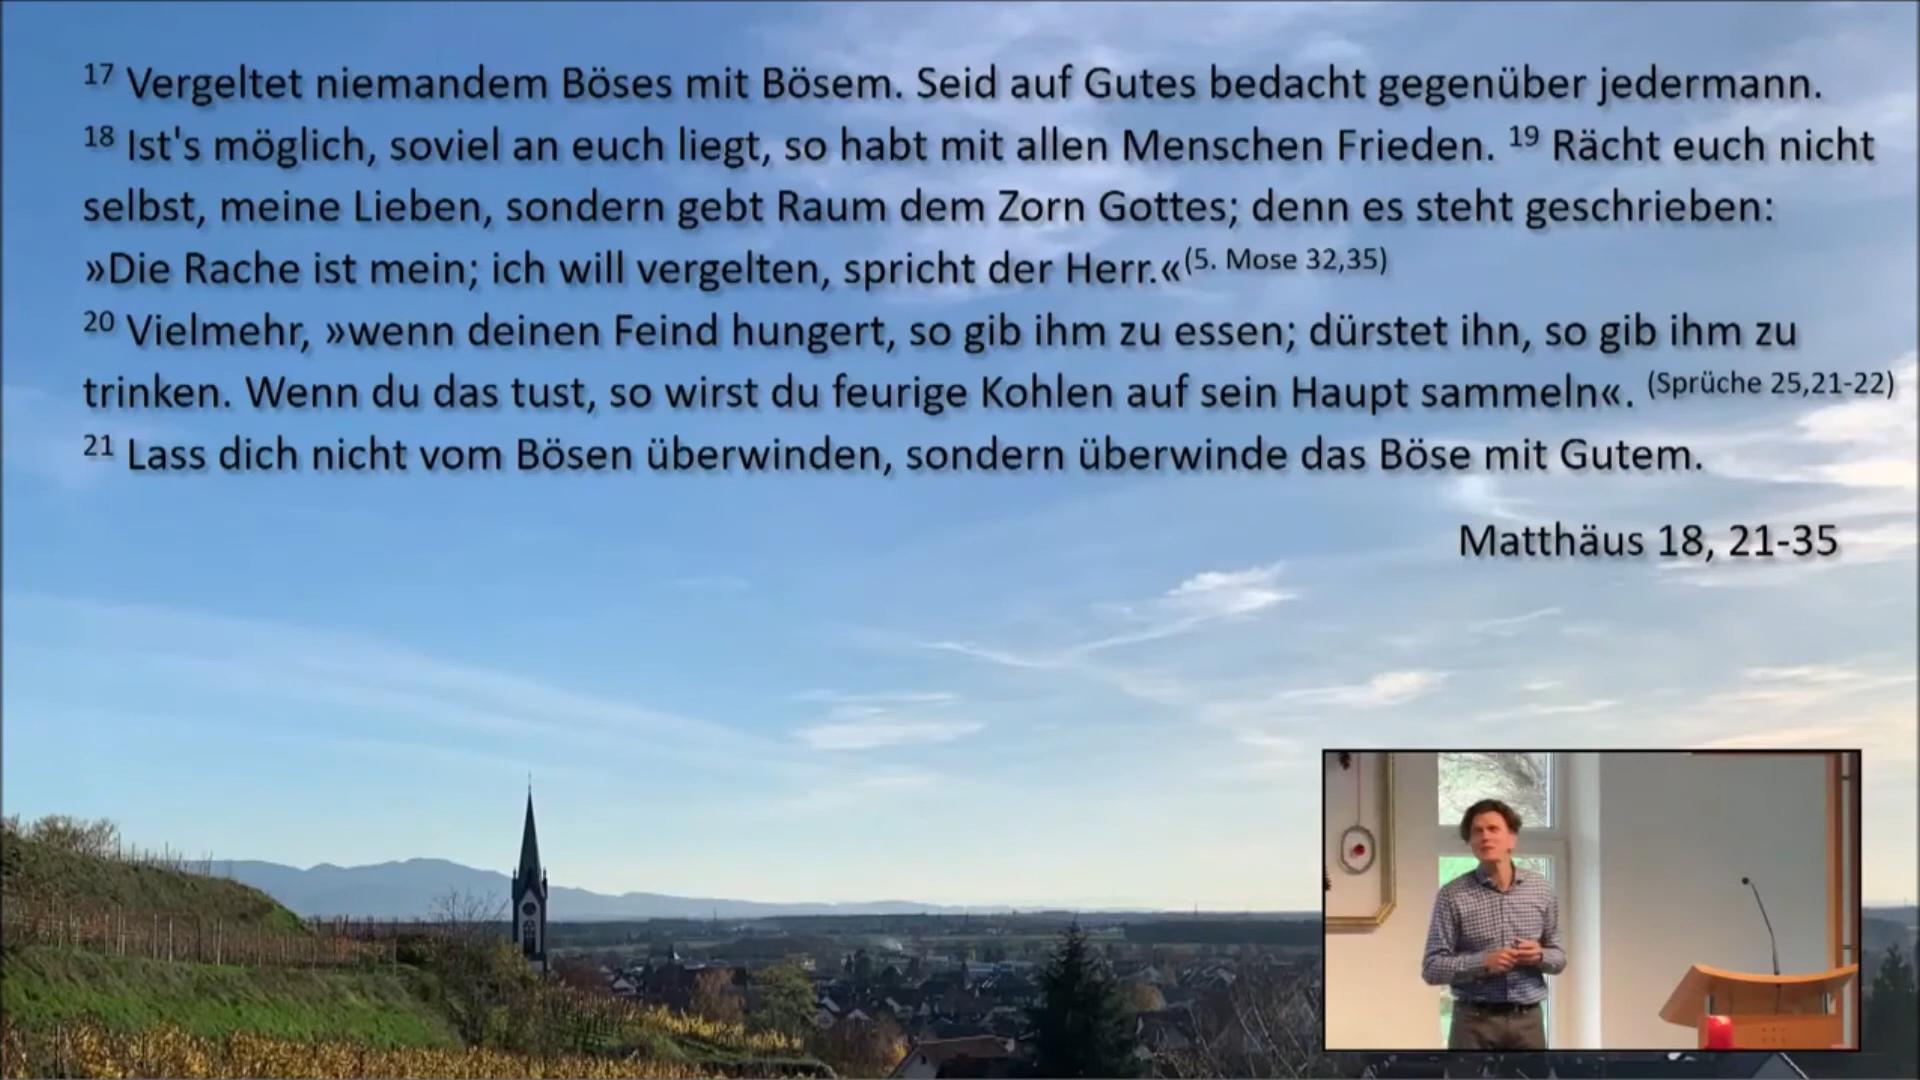 17 Vergeltet niemandem Böses mit Bösem. Seid auf Gutes bedacht gegenüber jedermann.
18 Ist's möglich, soviel an euch liegt, so habt mit allen Menschen Frieden. 19 Rächt euch nicht
selbst, meine Lieben, sondern gebt Raum dem Zorn Gottes; denn es steht geschrieben:
»Die Rache ist mein; ich will vergelten, spricht der Herr.«(5. Mose 32,35)
20 Vielmehr, »wenn deinen Feind hungert, so gib ihm zu essen; dürstet ihn, so gib ihm zu
trinken. Wenn du das tust, so wirst du feurige Kohlen auf sein Haupt sammeln«. (Sprüche 25,21-22)
21 Lass dich nicht vom Bösen überwinden, sondern überwinde das Böse mit Gutem.
Matthäus 18, 21-35